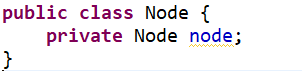 public class Node {
    private Node node;
}